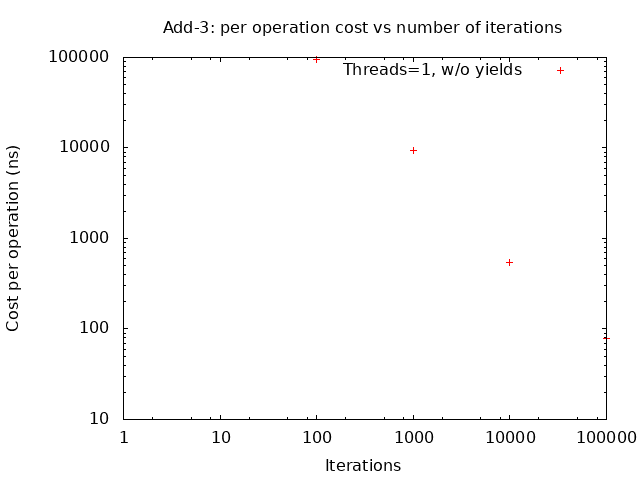 Add-3: per operation cost vs number of iterations
100000
Threads=1, w/o yields
10000
1000
100
10
Cost per operation (ns)
1 10 100 1000 10000 100000
Iterations